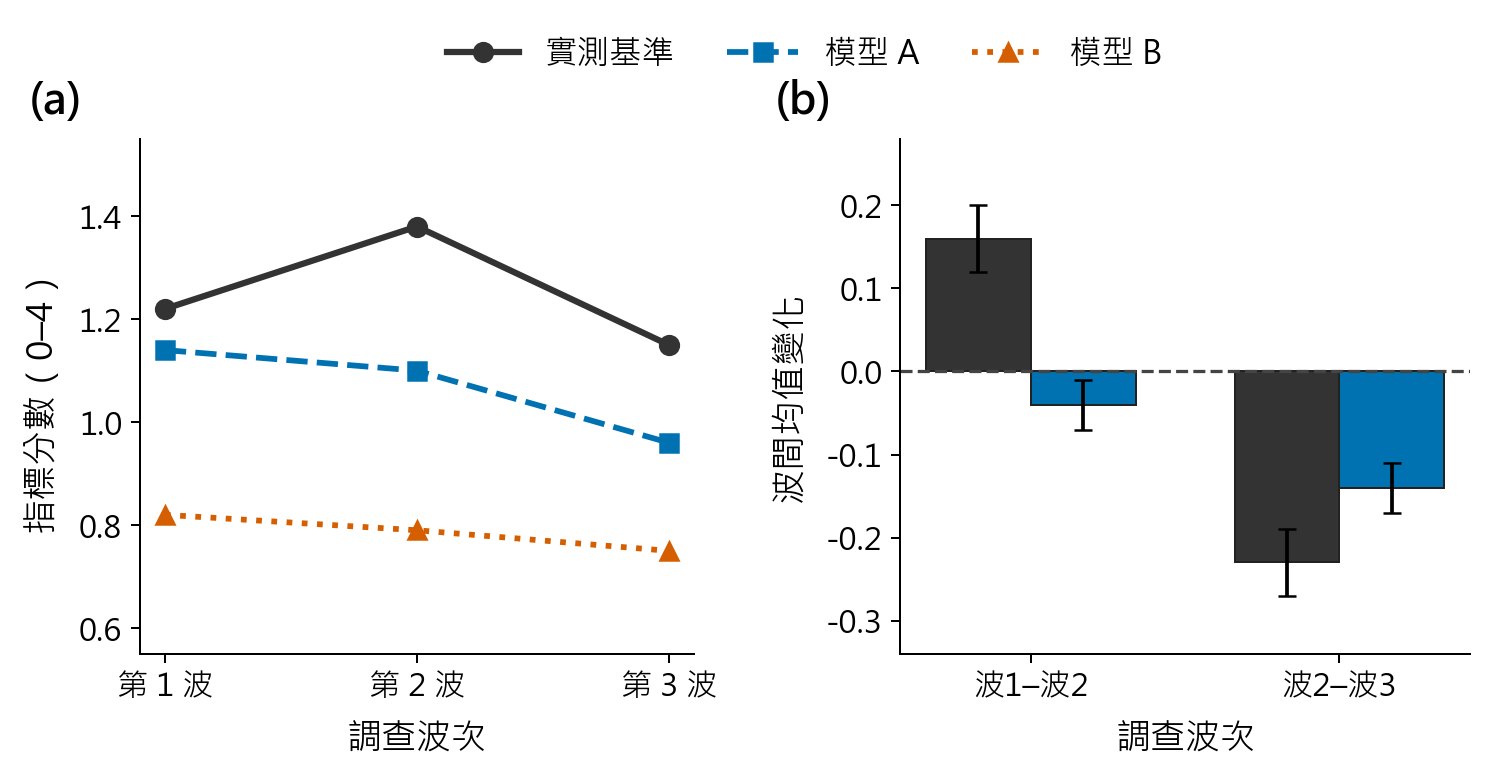 實測基準 模型 A 模型 B
(a)
指標分數（0–4）
1.4
1.2
1.0
0.8
0.6
第 1 波 第 2 波 第 3 波
調查波次
(b)
波間均值變化
0.2
0.1
0.0
-0.1
-0.2
-0.3
波1–波2 波2–波3
調查波次